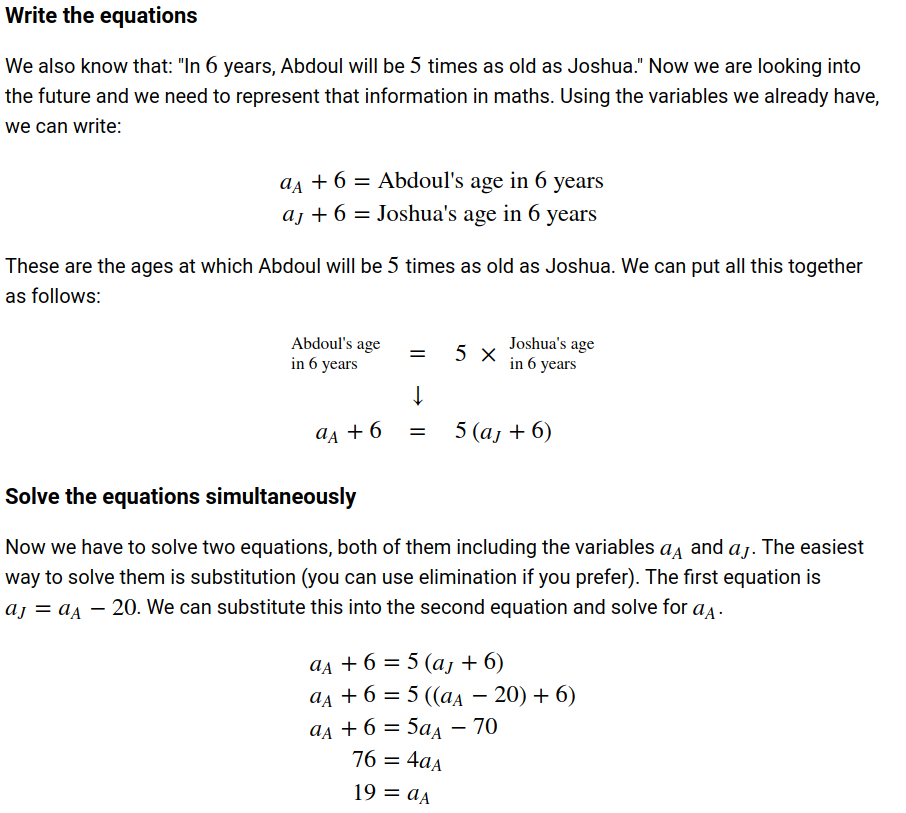 Write the equations
We also know that: "In 6 years, Abdoul will be 5 times as old as Joshua." Now we are looking into
the future and we need to represent that information in maths. Using the variables we already have,
we can write:
a_A + 6 = Abdoul's age in 6 years
a_J + 6 = Joshua's age in 6 years
These are the ages at which Abdoul will be 5 times as old as Joshua. We can put all this together
as follows:
Abdoul's age in 6 years = 5 × Joshua's age in 6 years
↓
a_A + 6 = 5 (a_J + 6)
Solve the equations simultaneously
Now we have to solve two equations, both of them including the variables a_A and a_J. The easiest
way to solve them is substitution (you can use elimination if you prefer). The first equation is
a_J = a_A − 20. We can substitute this into the second equation and solve for a_A.
a_A + 6 = 5 (a_J + 6)
a_A + 6 = 5 ((a_A − 20) + 6)
a_A + 6 = 5a_A − 70
76 = 4a_A
19 = a_A